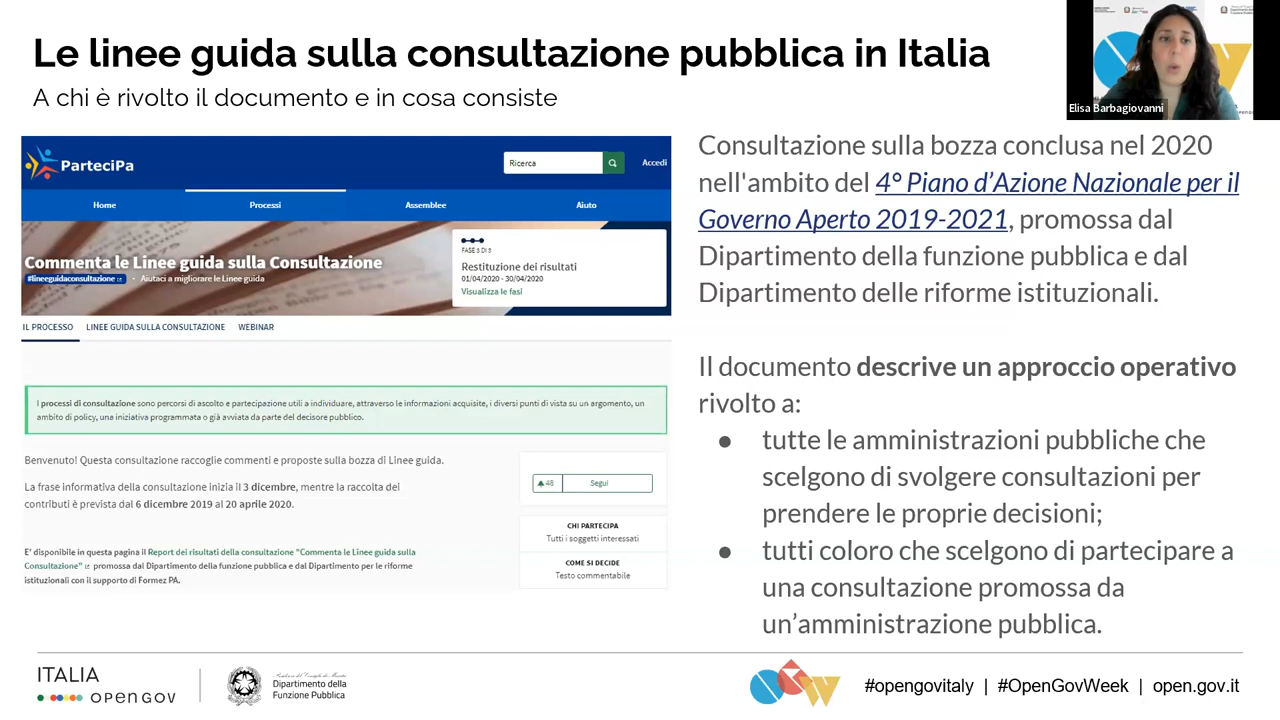 Le linee guida sulla consultazione pubblica in Italia
A chi è rivolto il documento e in cosa consiste
Elisa Barbagiovanni
ParteciPa
Ricerca
Accedi
Home
Processi
Assemblee
Aiuto
Commenta le Linee guida sulla Consultazione
#lineeguidaconsultazione
Aiutaci a migliorare le Linee guida
FASE 3 DI 3
Restituzione dei risultati
01/04/2020 - 30/04/2020
Visualizza le fasi
IL PROCESSO
LINEE GUIDA SULLA CONSULTAZIONE
WEBINAR
I processi di consultazione sono percorsi di ascolto e partecipazione utili a individuare, attraverso le informazioni acquisite, i diversi punti di vista su un argomento, un
ambito di policy, una iniziativa programmata o già avviata da parte del decisore pubblico.
Benvenuto! Questa consultazione raccoglie commenti e proposte sulla bozza di Linee guida.
La frase informativa della consultazione inizia il 3 dicembre, mentre la raccolta dei
contributi è prevista dal 6 dicembre 2019 al 20 aprile 2020.
E' disponibile in questa pagina il Report dei risultati della consultazione "Commenta le Linee guida sulla
Consultazione" promossa dal Dipartimento della funzione pubblica e dal Dipartimento per le riforme
istituzionali con il supporto di Formez PA.
48
Segui
CHI PARTECIPA
Tutti i soggetti interessati
COME SI DECIDE
Testo commentabile
Consultazione sulla bozza conclusa nel 2020
nell'ambito del 4° Piano d'Azione Nazionale per il
Governo Aperto 2019-2021, promossa dal
Dipartimento della funzione pubblica e dal
Dipartimento delle riforme istituzionali.
Il documento descrive un approccio operativo
rivolto a:
● tutte le amministrazioni pubbliche che
scelgono di svolgere consultazioni per
prendere le proprie decisioni;
● tutti coloro che scelgono di partecipare a
una consultazione promossa da
un'amministrazione pubblica.
ITALIA
open gov
Dipartimento della
Funzione Pubblica
#opengovitaly | #OpenGovWeek | open.gov.it